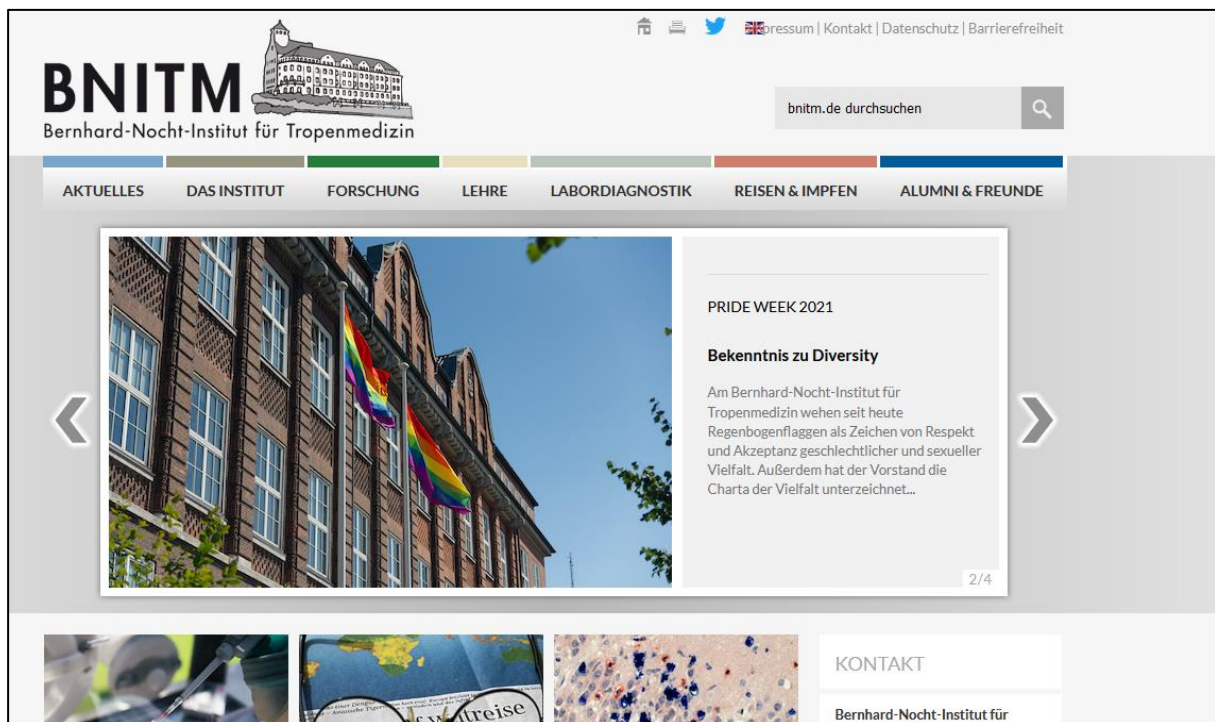 BNITM
Bernhard-Nocht-Institut für Tropenmedizin
pressum | Kontakt | Datenschutz | Barrierefreiheit
bnitm.de durchsuchen
AKTUELLES DAS INSTITUT FORSCHUNG LEHRE LABORDIAGNOSTIK REISEN & IMPFEN ALUMNI & FREUNDE
PRIDE WEEK 2021
Bekenntnis zu Diversity
Am Bernhard-Nocht-Institut für
Tropenmedizin wehen seit heute
Regenbogenflaggen als Zeichen von Respekt
und Akzeptanz geschlechtlicher und sexueller
Vielfalt. Außerdem hat der Vorstand die
Charta der Vielfalt unterzeichnet...
2/4
KONTAKT
Bernhard-Nocht-Institut für